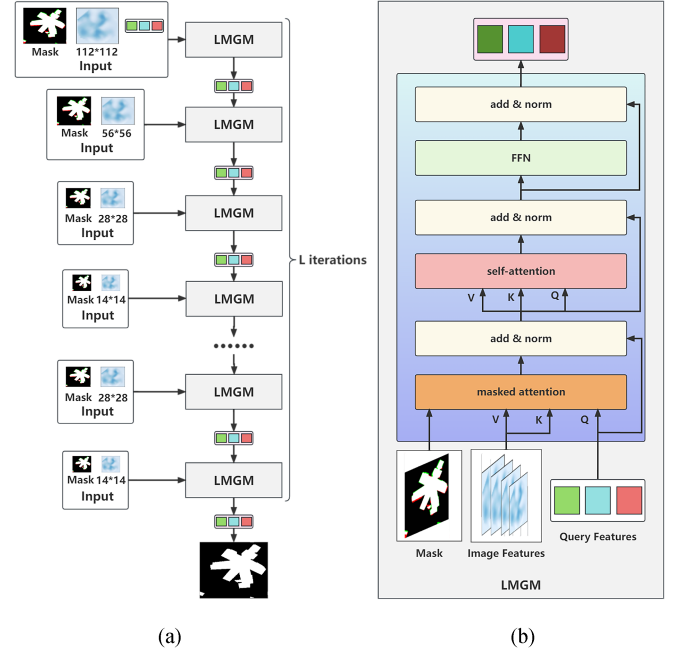 Mask 112*112
Input
LMGM
Mask 56*56
Input
LMGM
Mask 28*28
Input
LMGM
L iterations
Mask 14*14
Input
LMGM
......
Mask 28*28
Input
LMGM
Mask 14*14
Input
LMGM
(a)
add & norm
FFN
add & norm
self-attention
V K Q
add & norm
masked attention
V K Q
Mask
Image Features
Query Features
LMGM
(b)